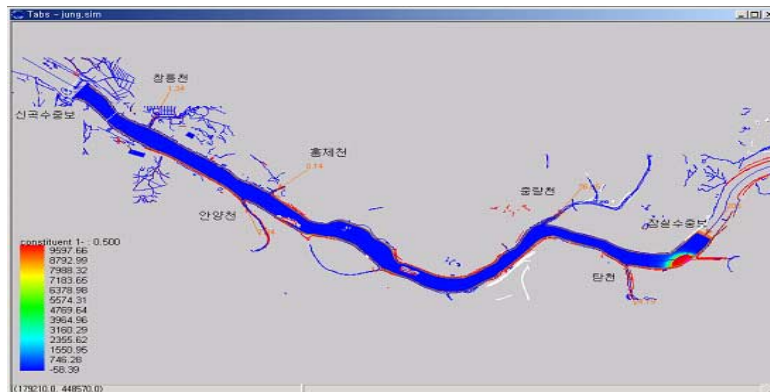 Tabs - jung.sim
창릉천
1.34
신곡수중보
홍제천
0.14
중랑천
안양천
잠실수중보
탄천
constituent 1- : 0.500
9597.66
8792.99
7988.32
7183.65
6378.98
5574.31
4769.64
3964.96
3160.29
2355.62
1550.95
746.28
-58.39
(179210.0, 448570.0)